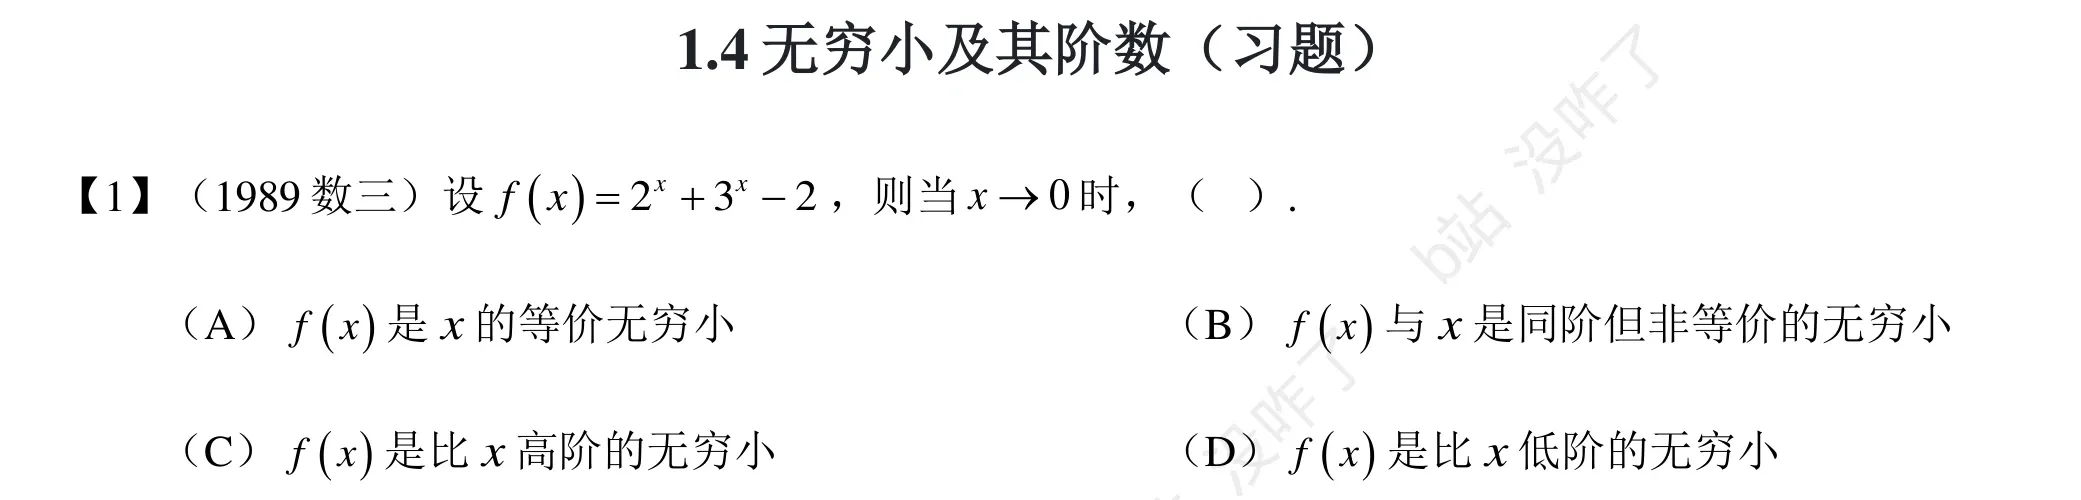 1.4 无穷小及其阶数（习题）
【1】（1989 数三）设 f(x)=2^x+3^x-2，则当 x→0 时，（ ）.
（A） f(x) 是 x 的等价无穷小 （B） f(x) 与 x 是同阶但非等价的无穷小
（C） f(x) 是比 x 高阶的无穷小 （D） f(x) 是比 x 低阶的无穷小
b站 没咋了
没咋了